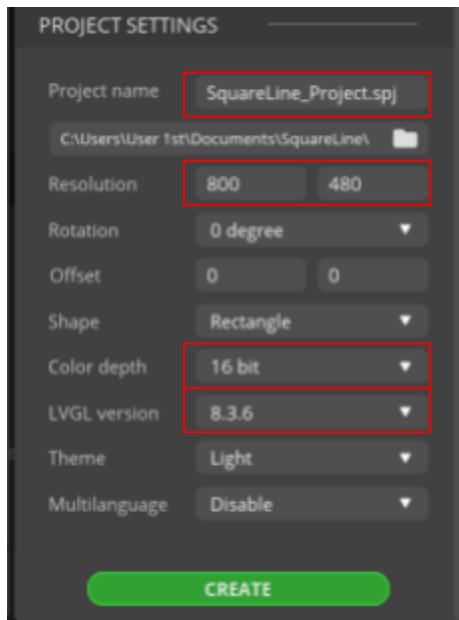 PROJECT SETTINGS
Project name SquareLine_Project.spj
C:\Users\User 1st\Documents\SquareLine\
Resolution 800 480
Rotation 0 degree
Offset 0 0
Shape Rectangle
Color depth 16 bit
LVGL version 8.3.6
Theme Light
Multilanguage Disable
CREATE